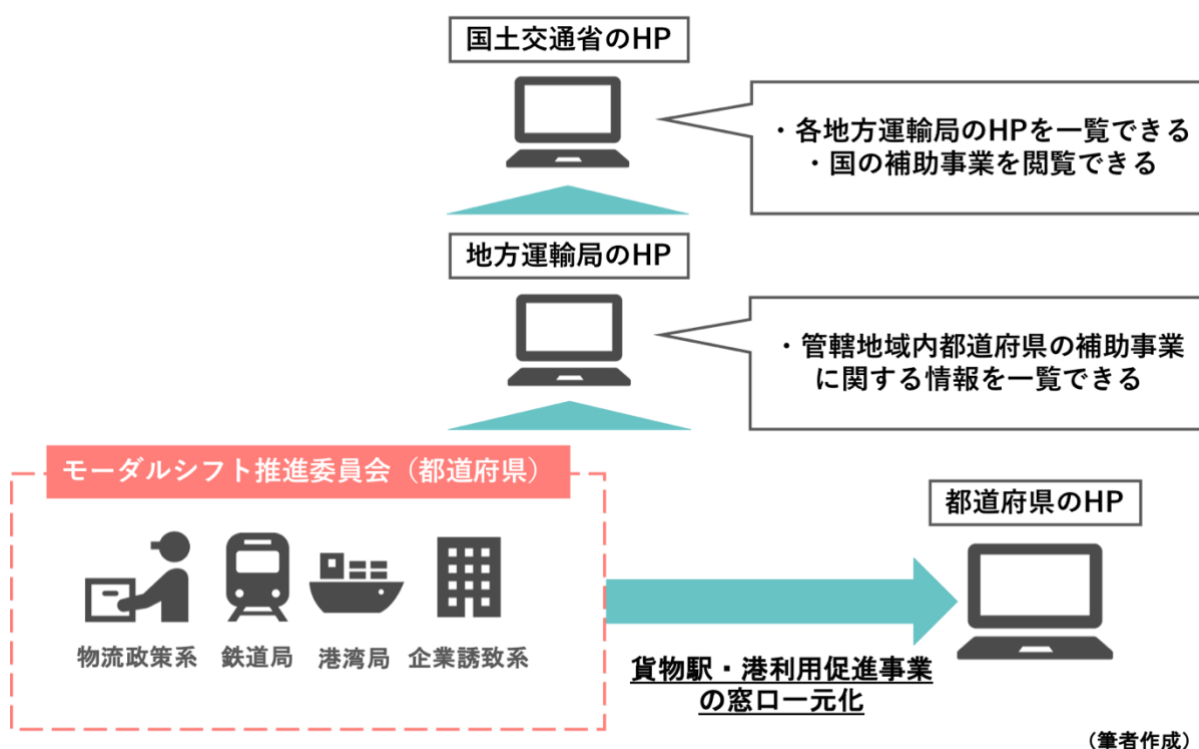 国土交通省のHP
・各地方運輸局のHPを一覧できる
・国の補助事業を閲覧できる
地方運輸局のHP
・管轄地域内都道府県の補助事業
に関する情報を一覧できる
モーダルシフト推進委員会（都道府県）
都道府県のHP
物流政策系
鉄道局
港湾局
企業誘致系
貨物駅・港利用促進事業
の窓口一元化
（筆者作成）